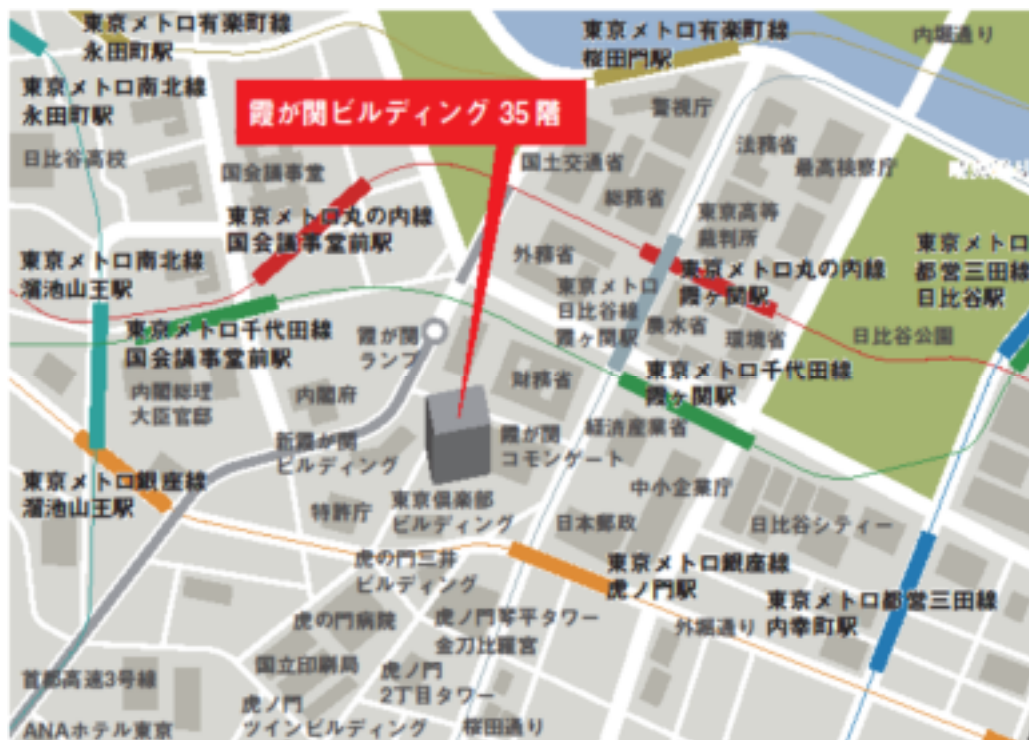 東京メトロ有楽町線
永田町駅
東京メトロ有楽町線
桜田門駅
内堀通り
東京メトロ南北線
永田町駅
霞が関ビルディング 35階
警視庁
法務省
日比谷高校
国会議事堂
国土交通省
最高検察庁
総務省
東京メトロ丸の内線
国会議事堂前駅
東京高等
裁判所
東京メトロ南北線
溜池山王駅
外務省
東京メトロ丸の内線
霞ヶ関駅
東京メトロ
都営三田線
日比谷駅
東京メトロ
日比谷線
霞ヶ関駅
東京メトロ千代田線
国会議事堂前駅
霞が関
ランプ
農水省
環境省
日比谷公園
内閣総理
大臣官邸
内閣府
財務省
東京メトロ千代田線
霞ヶ関駅
新霞が関
ビルディング
霞が関
コモンゲート
経済産業省
東京メトロ銀座線
溜池山王駅
特許庁
東京倶楽部
ビルディング
中小企業庁
日本郵政
日比谷シティー
虎の門三井
ビルディング
東京メトロ銀座線
虎ノ門駅
東京メトロ都営三田線
内幸町駅
虎の門病院
虎ノ門琴平タワー
金刀比羅宮
外堀通り
国立印刷局
虎ノ門
2丁目タワー
首都高速3号線
虎ノ門
ツインビルディング
桜田通り
ANAホテル東京